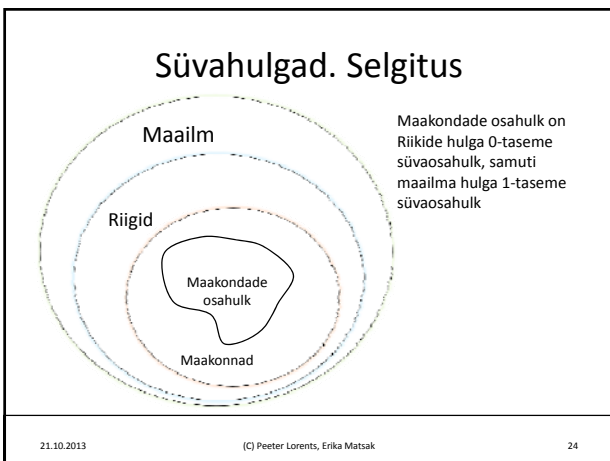 Süvahulgad. Selgitus
Maailm
Riigid
Maakondade
osahulk
Maakonnad
Maakondade osahulk on
Riikide hulga 0-taseme
süvaosahulk, samuti
maailma hulga 1-taseme
süvaosahulk
21.10.2013
(C) Peeter Lorents, Erika Matsak
24